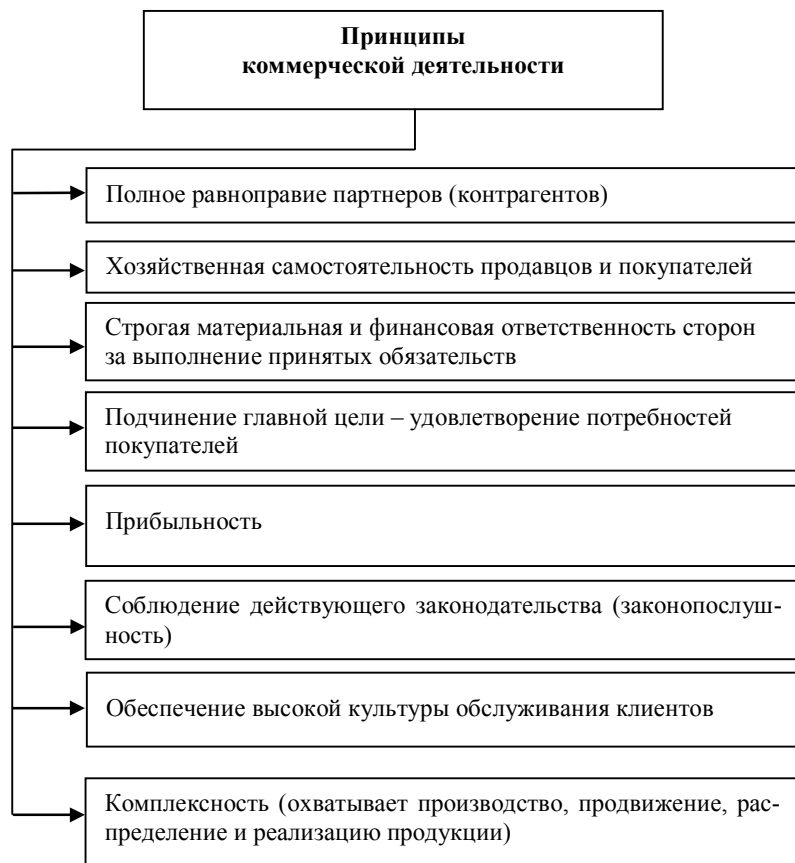 Принципы
коммерческой деятельности
Полное равноправие партнеров (контрагентов)
Хозяйственная самостоятельность продавцов и покупателей
Строгая материальная и финансовая ответственность сторон
за выполнение принятых обязательств
Подчинение главной цели – удовлетворение потребностей
покупателей
Прибыльность
Соблюдение действующего законодательства (законопослуш-
ность)
Обеспечение высокой культуры обслуживания клиентов
Комплексность (охватывает производство, продвижение, рас-
пределение и реализацию продукции)